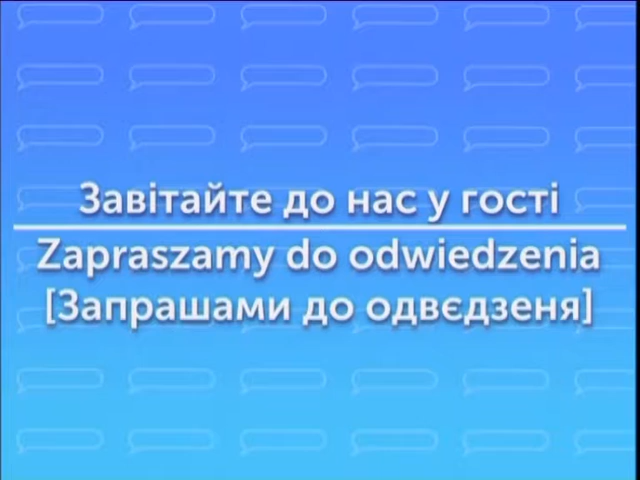 Завітайте до нас у гості
Zapraszamy do odwiedzenia
[Запрашами до одвєдзеня]